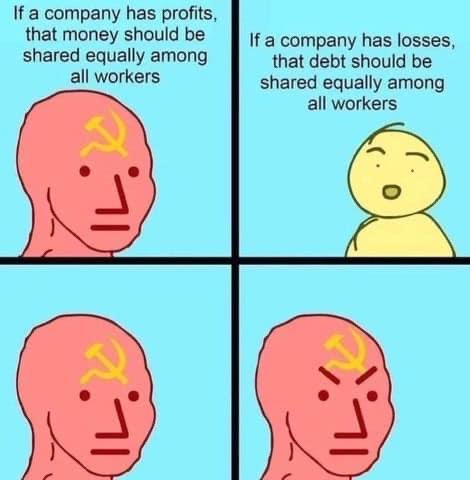 If a company has profits,
that money should be
shared equally among
all workers
If a company has losses,
that debt should be
shared equally among
all workers